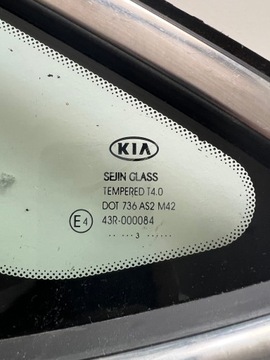 KIA
SEJIN GLASS
TEMPERED T4.0
DOT 736 AS2 M42
E4 43R-000084
·· ··· 3 ······